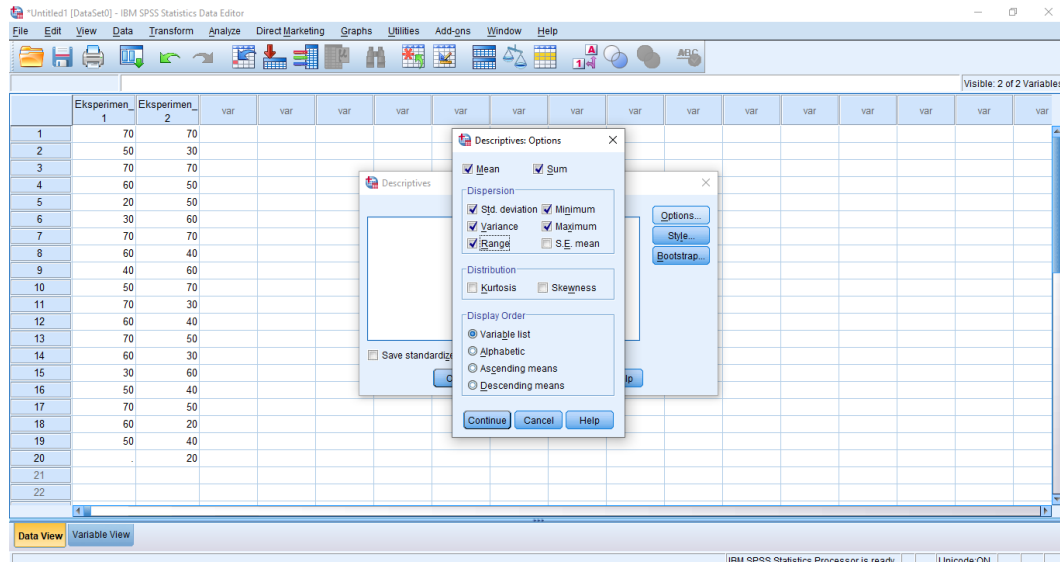 *Untitled1 [DataSet0] - IBM SPSS Statistics Data Editor
File Edit View Data Transform Analyze Direct Marketing Graphs Utilities Add-ons Window Help
Visible: 2 of 2 Variables
Eksperimen_1 Eksperimen_2 var var var var var var var var var var var var var var var
1 70 70
2 50 30
3 70 70
4 60 50
5 20 50
6 30 60
7 70 70
8 60 40
9 40 60
10 50 70
11 70 30
12 60 40
13 70 50
14 60 30
15 30 60
16 50 40
17 70 50
18 60 20
19 50 40
20 . 20
21
22
Descriptives
Options...
Style...
Bootstrap...
Save standardize
Descriptives: Options
Mean Sum
Dispersion
Std. deviation Minimum
Variance Maximum
Range S.E. mean
Distribution
Kurtosis Skewness
Display Order
Variable list
Alphabetic
Ascending means
Descending means
Continue Cancel Help
Data View Variable View
IBM SPSS Statistics Processor is ready Unicode:ON